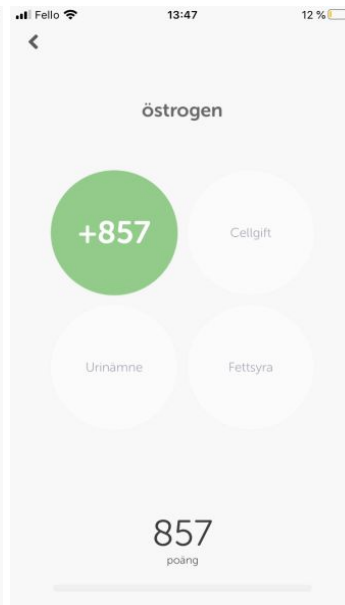 Fello 13:47 12 %
östrogen
+857 Cellgift
Urinämne Fettsyra
857
poäng